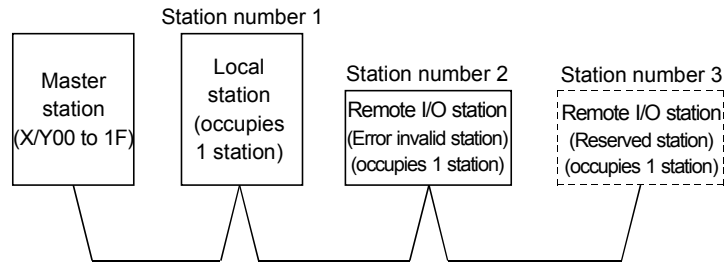 Station number 1
Master
station
(X/Y00 to 1F)
Local
station
(occupies
1 station)
Station number 2
Remote I/O station
(Error invalid station)
(occupies 1 station)
Station number 3
Remote I/O station
(Reserved station)
(occupies 1 station)